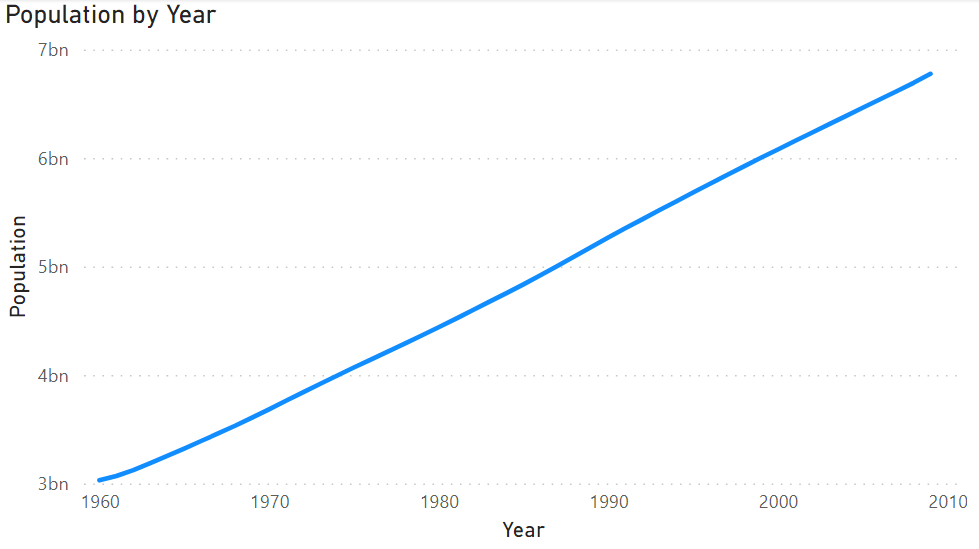 Population by Year
7bn
6bn
5bn
4bn
3bn
Population
1960 1970 1980 1990 2000 2010
Year